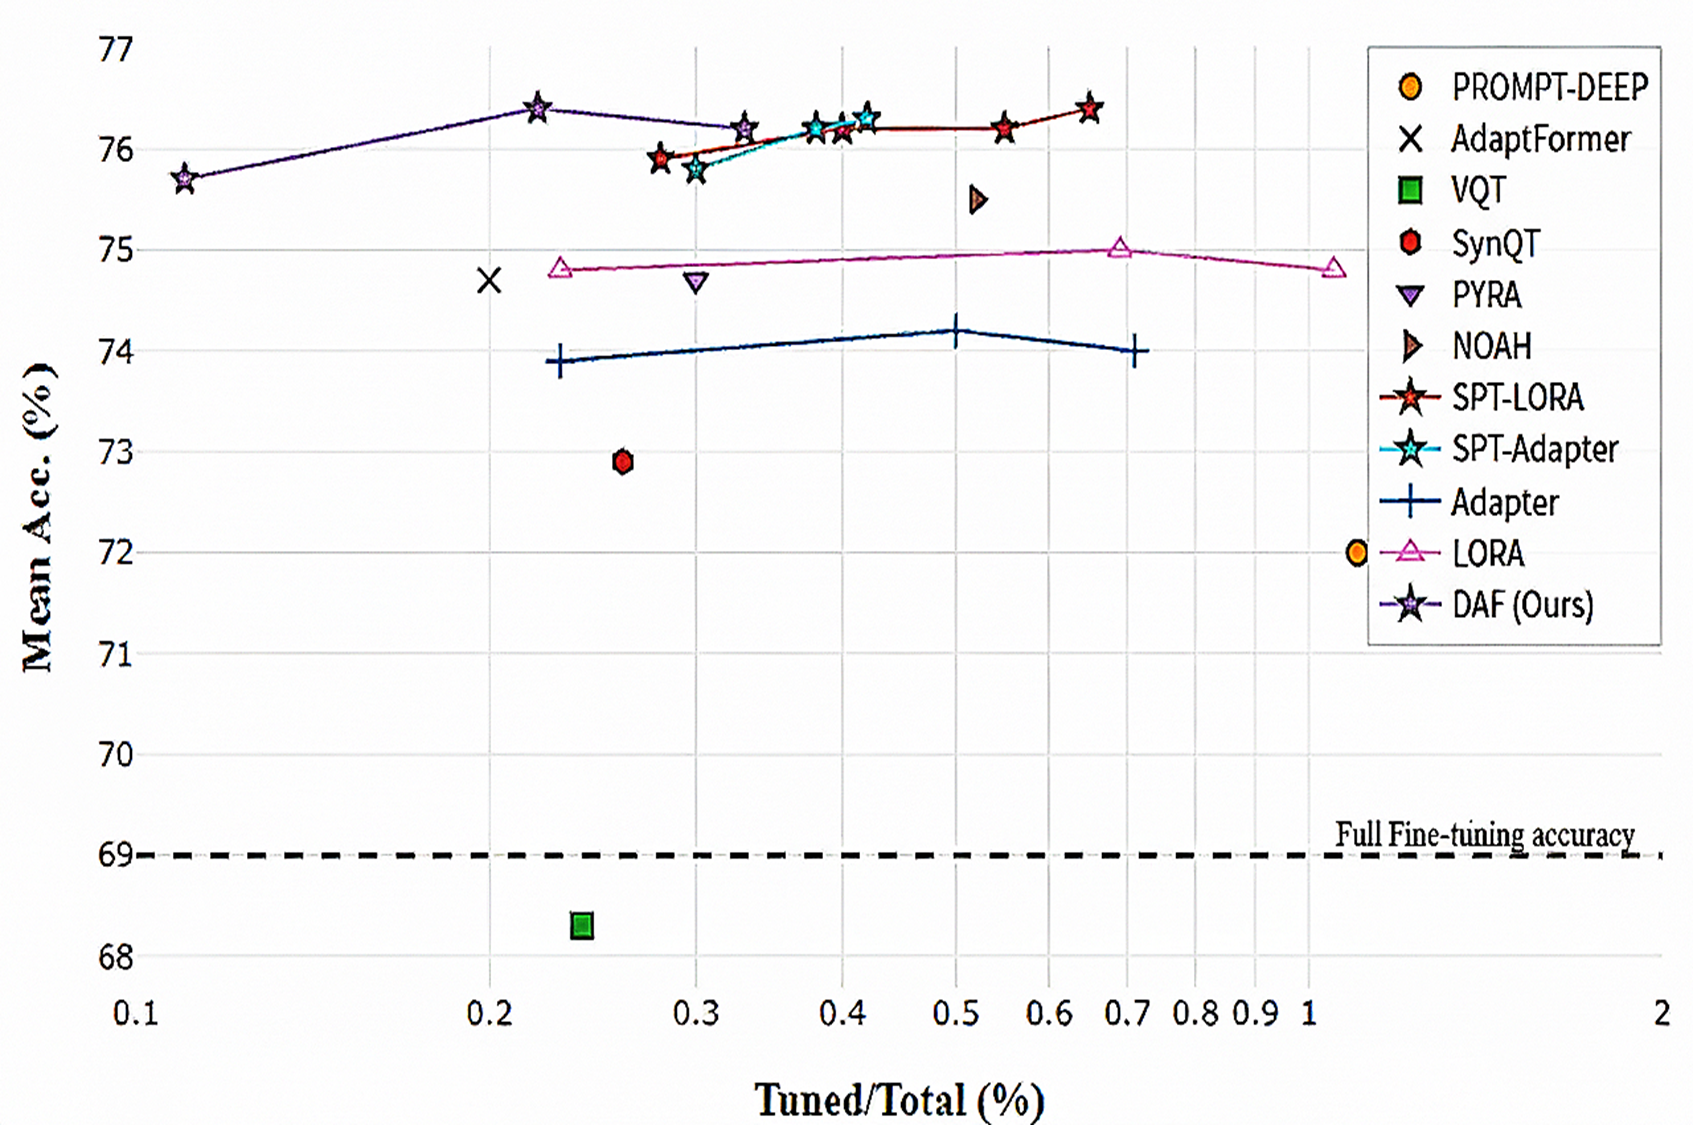 77
76
75
74
73
72
71
70
69
68
Mean Acc. (%)
PROMPT-DEEP
AdaptFormer
VQT
SynQT
PYRA
NOAH
SPT-LORA
SPT-Adapter
Adapter
LORA
DAF (Ours)
Full Fine-tuning accuracy
0.1 0.2 0.3 0.4 0.5 0.6 0.7 0.8 0.9 1 2
Tuned/Total (%)